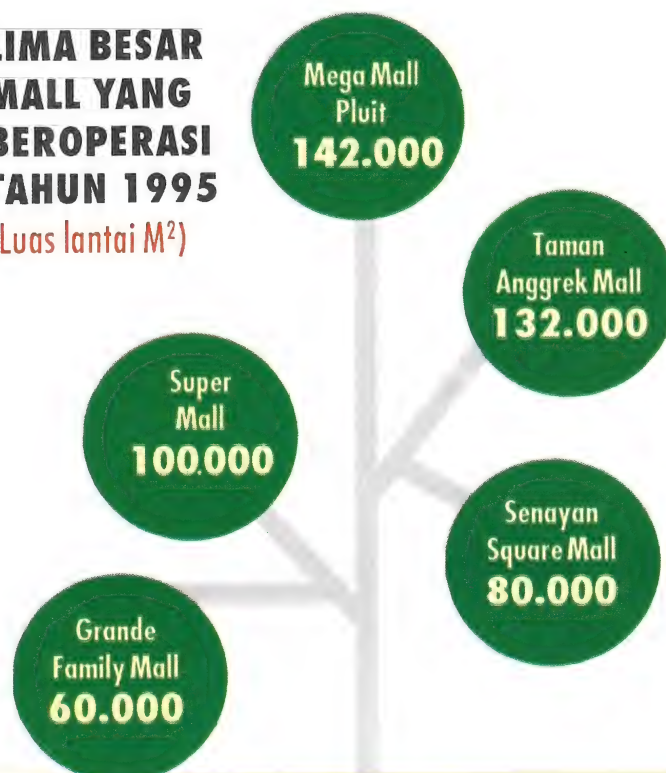 LIMA BESAR
MALL YANG
BEROPERASI
TAHUN 1995
(Luas lantai M²)
Mega Mall
Pluit
142.000
Taman
Anggrek Mall
132.000
Super
Mall
100.000
Senayan
Square Mall
80.000
Grande
Family Mall
60.000